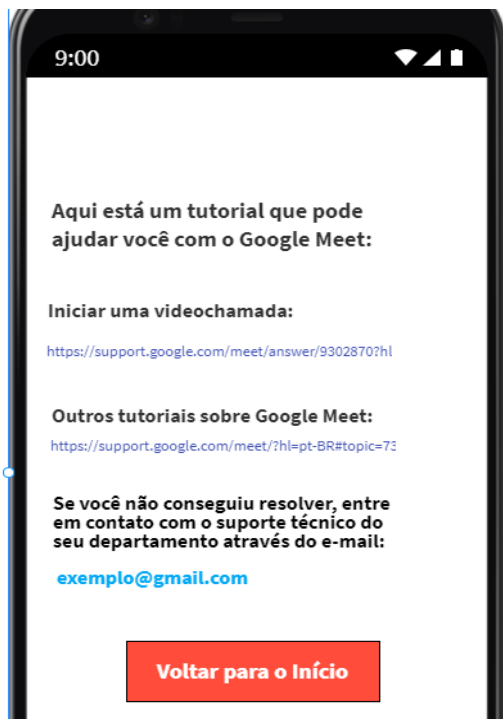 9:00
Aqui está um tutorial que pode
ajudar você com o Google Meet:
Iniciar uma videochamada:
https://support.google.com/meet/answer/9302870?hl
Outros tutoriais sobre Google Meet:
https://support.google.com/meet/?hl=pt-BR#topic=73
Se você não conseguiu resolver, entre
em contato com o suporte técnico do
seu departamento através do e-mail:
exemplo@gmail.com
Voltar para o Início